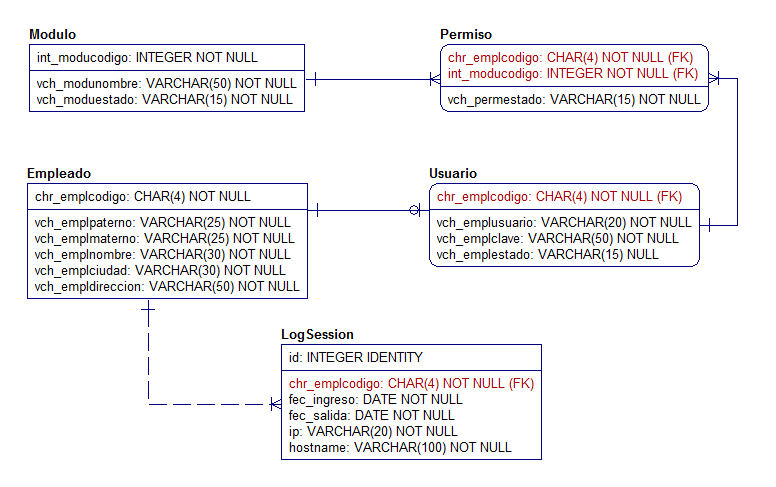 Modulo
int_moducodigo: INTEGER NOT NULL
vch_modunombre: VARCHAR(50) NOT NULL
vch_moduestado: VARCHAR(15) NOT NULL
Permiso
chr_emplcodigo: CHAR(4) NOT NULL (FK)
int_moducodigo: INTEGER NOT NULL (FK)
vch_permestado: VARCHAR(15) NOT NULL
Empleado
chr_emplcodigo: CHAR(4) NOT NULL
vch_emplpaterno: VARCHAR(25) NOT NULL
vch_emplmaterno: VARCHAR(25) NOT NULL
vch_emplnombre: VARCHAR(30) NOT NULL
vch_emplciudad: VARCHAR(30) NOT NULL
vch_empldireccion: VARCHAR(50) NOT NULL
Usuario
chr_emplcodigo: CHAR(4) NOT NULL (FK)
vch_emplusuario: VARCHAR(20) NOT NULL
vch_emplclave: VARCHAR(50) NOT NULL
vch_emplestado: VARCHAR(15) NULL
LogSession
id: INTEGER IDENTITY
chr_emplcodigo: CHAR(4) NOT NULL (FK)
fec_ingreso: DATE NOT NULL
fec_salida: DATE NOT NULL
ip: VARCHAR(20) NOT NULL
hostname: VARCHAR(100) NOT NULL